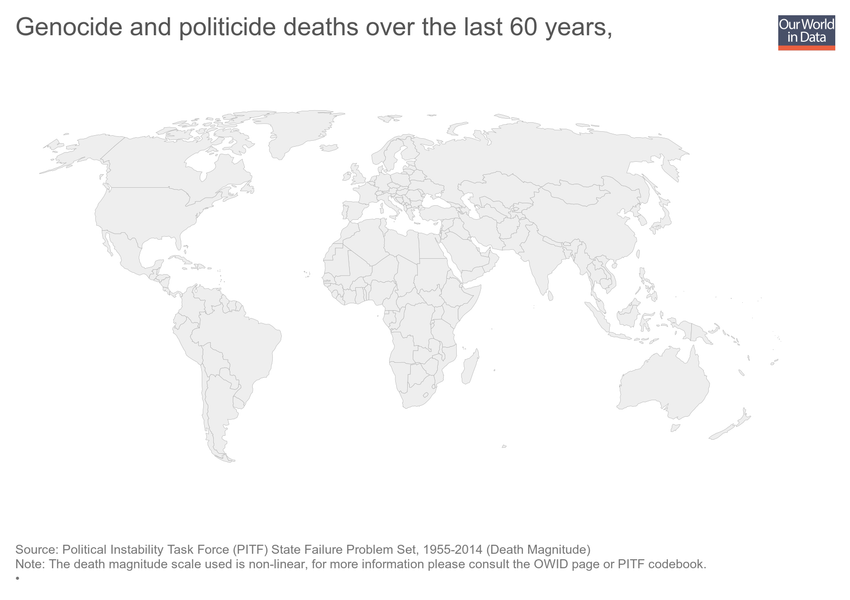 Genocide and politicide deaths over the last 60 years,
Our World
in Data
Source: Political Instability Task Force (PITF) State Failure Problem Set, 1955-2014 (Death Magnitude)
Note: The death magnitude scale used is non-linear, for more information please consult the OWID page or PITF codebook.
•